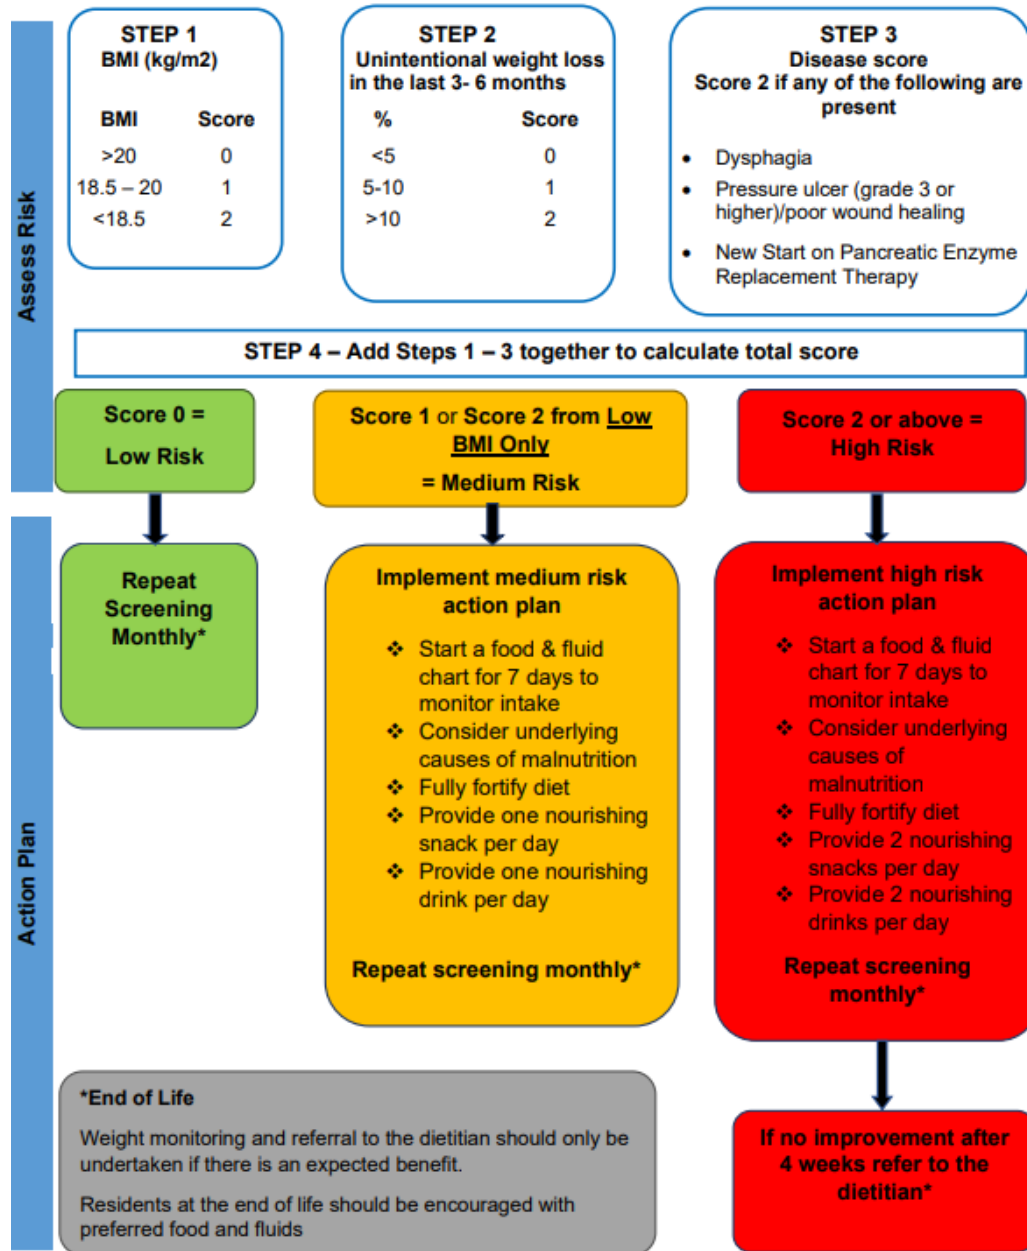 Assess Risk
STEP 1
BMI (kg/m2)
BMI Score
>20 0
18.5 – 20 1
<18.5 2
STEP 2
Unintentional weight loss
in the last 3- 6 months
% Score
<5 0
5-10 1
>10 2
STEP 3
Disease score
Score 2 if any of the following are
present
• Dysphagia
• Pressure ulcer (grade 3 or
higher)/poor wound healing
• New Start on Pancreatic Enzyme
Replacement Therapy
STEP 4 – Add Steps 1 – 3 together to calculate total score
Score 0 =
Low Risk
Score 1 or Score 2 from Low
BMI Only
= Medium Risk
Score 2 or above =
High Risk
Action Plan
Repeat
Screening
Monthly*
Implement medium risk
action plan
❖ Start a food & fluid
chart for 7 days to
monitor intake
❖ Consider underlying
causes of malnutrition
❖ Fully fortify diet
❖ Provide one nourishing
snack per day
❖ Provide one nourishing
drink per day
Repeat screening monthly*
Implement high risk
action plan
❖ Start a food & fluid
chart for 7 days to
monitor intake
❖ Consider underlying
causes of
malnutrition
❖ Fully fortify diet
❖ Provide 2 nourishing
snacks per day
❖ Provide 2 nourishing
drinks per day
Repeat screening
monthly*
*End of Life
Weight monitoring and referral to the dietitian should only be
undertaken if there is an expected benefit.
Residents at the end of life should be encouraged with
preferred food and fluids
If no improvement after
4 weeks refer to the
dietitian*